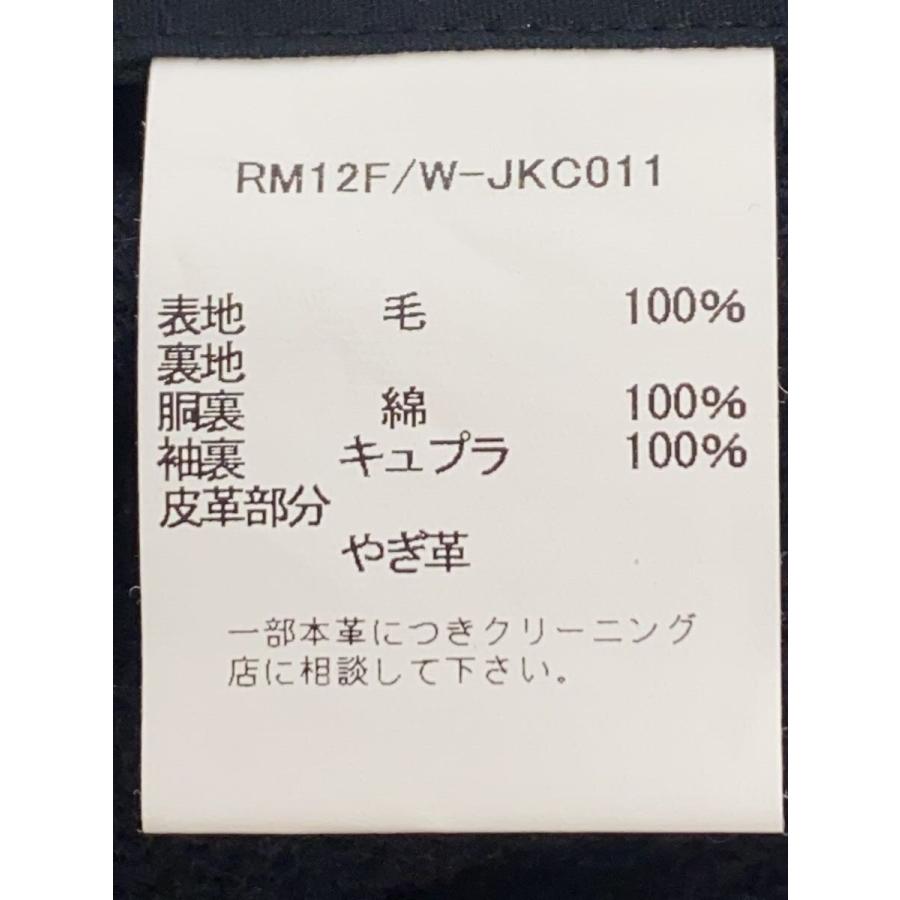 RM12F/W-JKC011
表地 毛 100%
裏地
胴裏 綿 100%
袖裏 キュプラ 100%
皮革部分
やぎ革
一部本革につきクリーニング
店に相談して下さい。